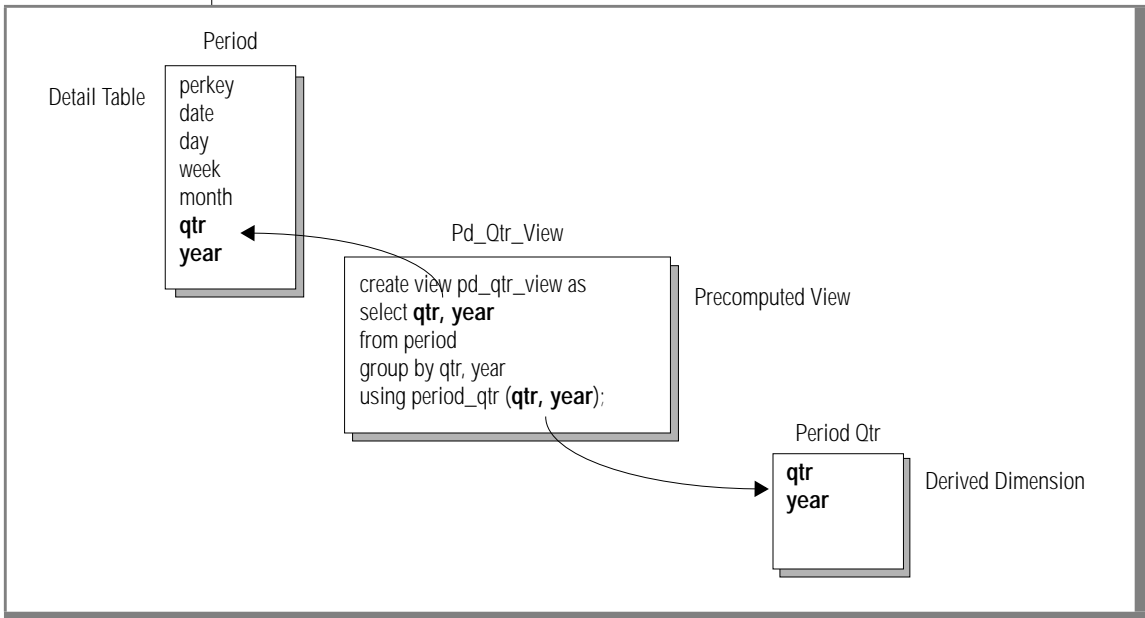 Period
Detail Table
perkey
date
day
week
month
qtr
year
Pd_Qtr_View
create view pd_qtr_view as
select qtr, year
from period
group by qtr, year
using period_qtr (qtr, year);
Precomputed View
Period Qtr
qtr
year
Derived Dimension